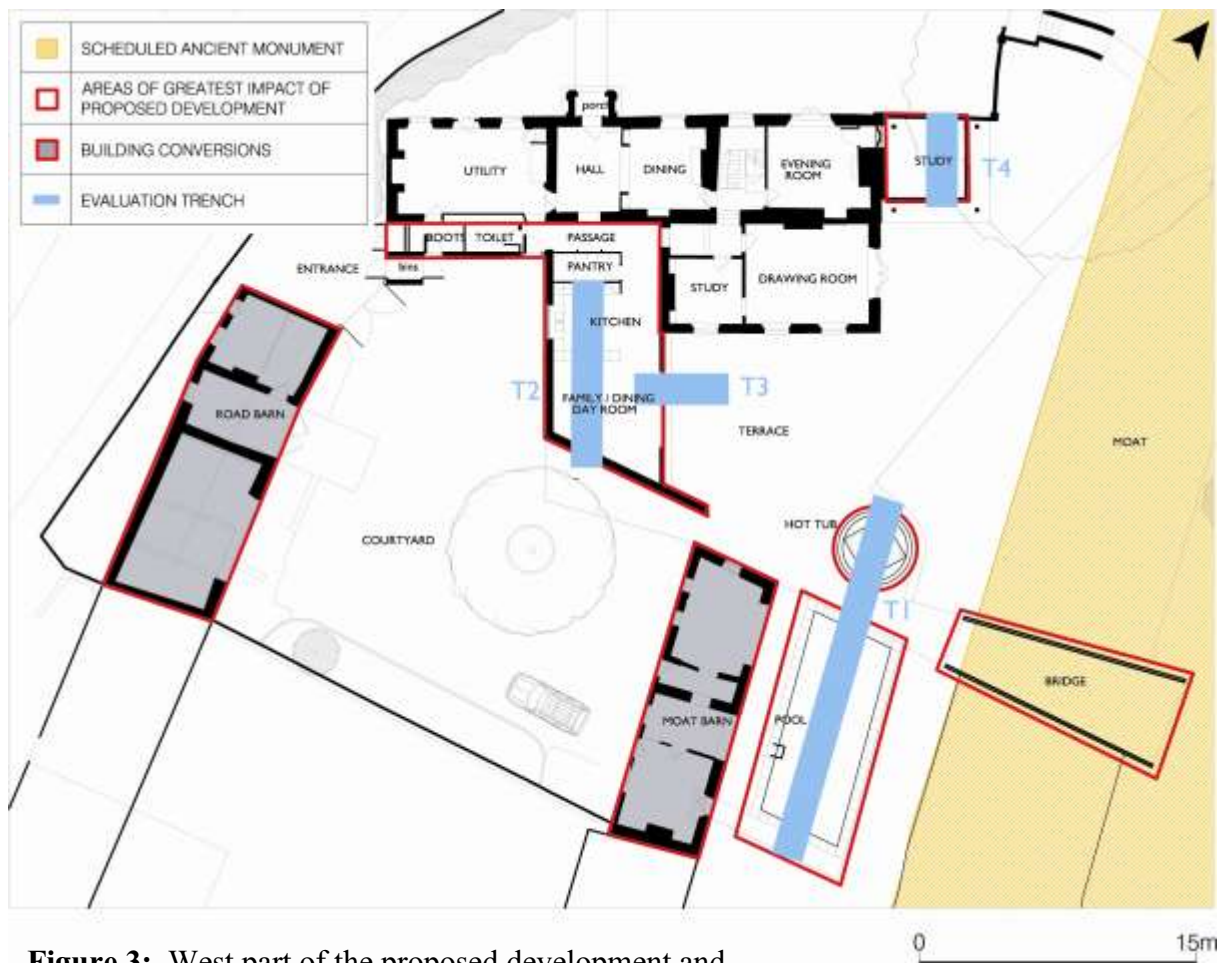 SCHEDULED ANCIENT MONUMENT
AREAS OF GREATEST IMPACT OF
PROPOSED DEVELOPMENT
BUILDING CONVERSIONS
EVALUATION TRENCH
UTILITY
HALL
DINING
EVENING
ROOM
STUDY
T4
BOOTS
TOILET
PASSAGE
ENTRANCE
bins
PANTRY
STUDY
DRAWING ROOM
KITCHEN
T2
FAMILY / DINING
DAY ROOM
T3
ROAD BARN
TERRACE
MOAT
COURTYARD
HOT TUB
T1
BRIDGE
MOAT BARN
POOL
0
15m
Figure 3: West part of the proposed development and